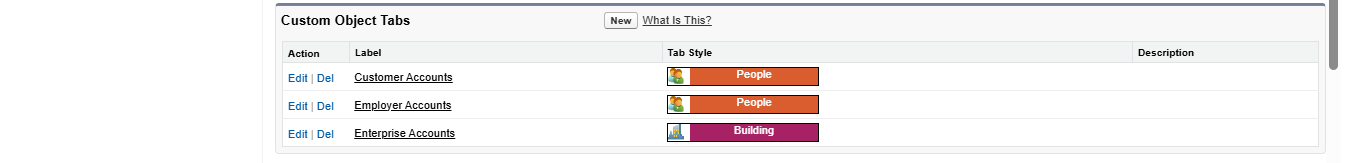 Custom Object Tabs New What Is This?
Action Label Tab Style Description
Edit | Del Customer Accounts People
Edit | Del Employer Accounts People
Edit | Del Enterprise Accounts Building